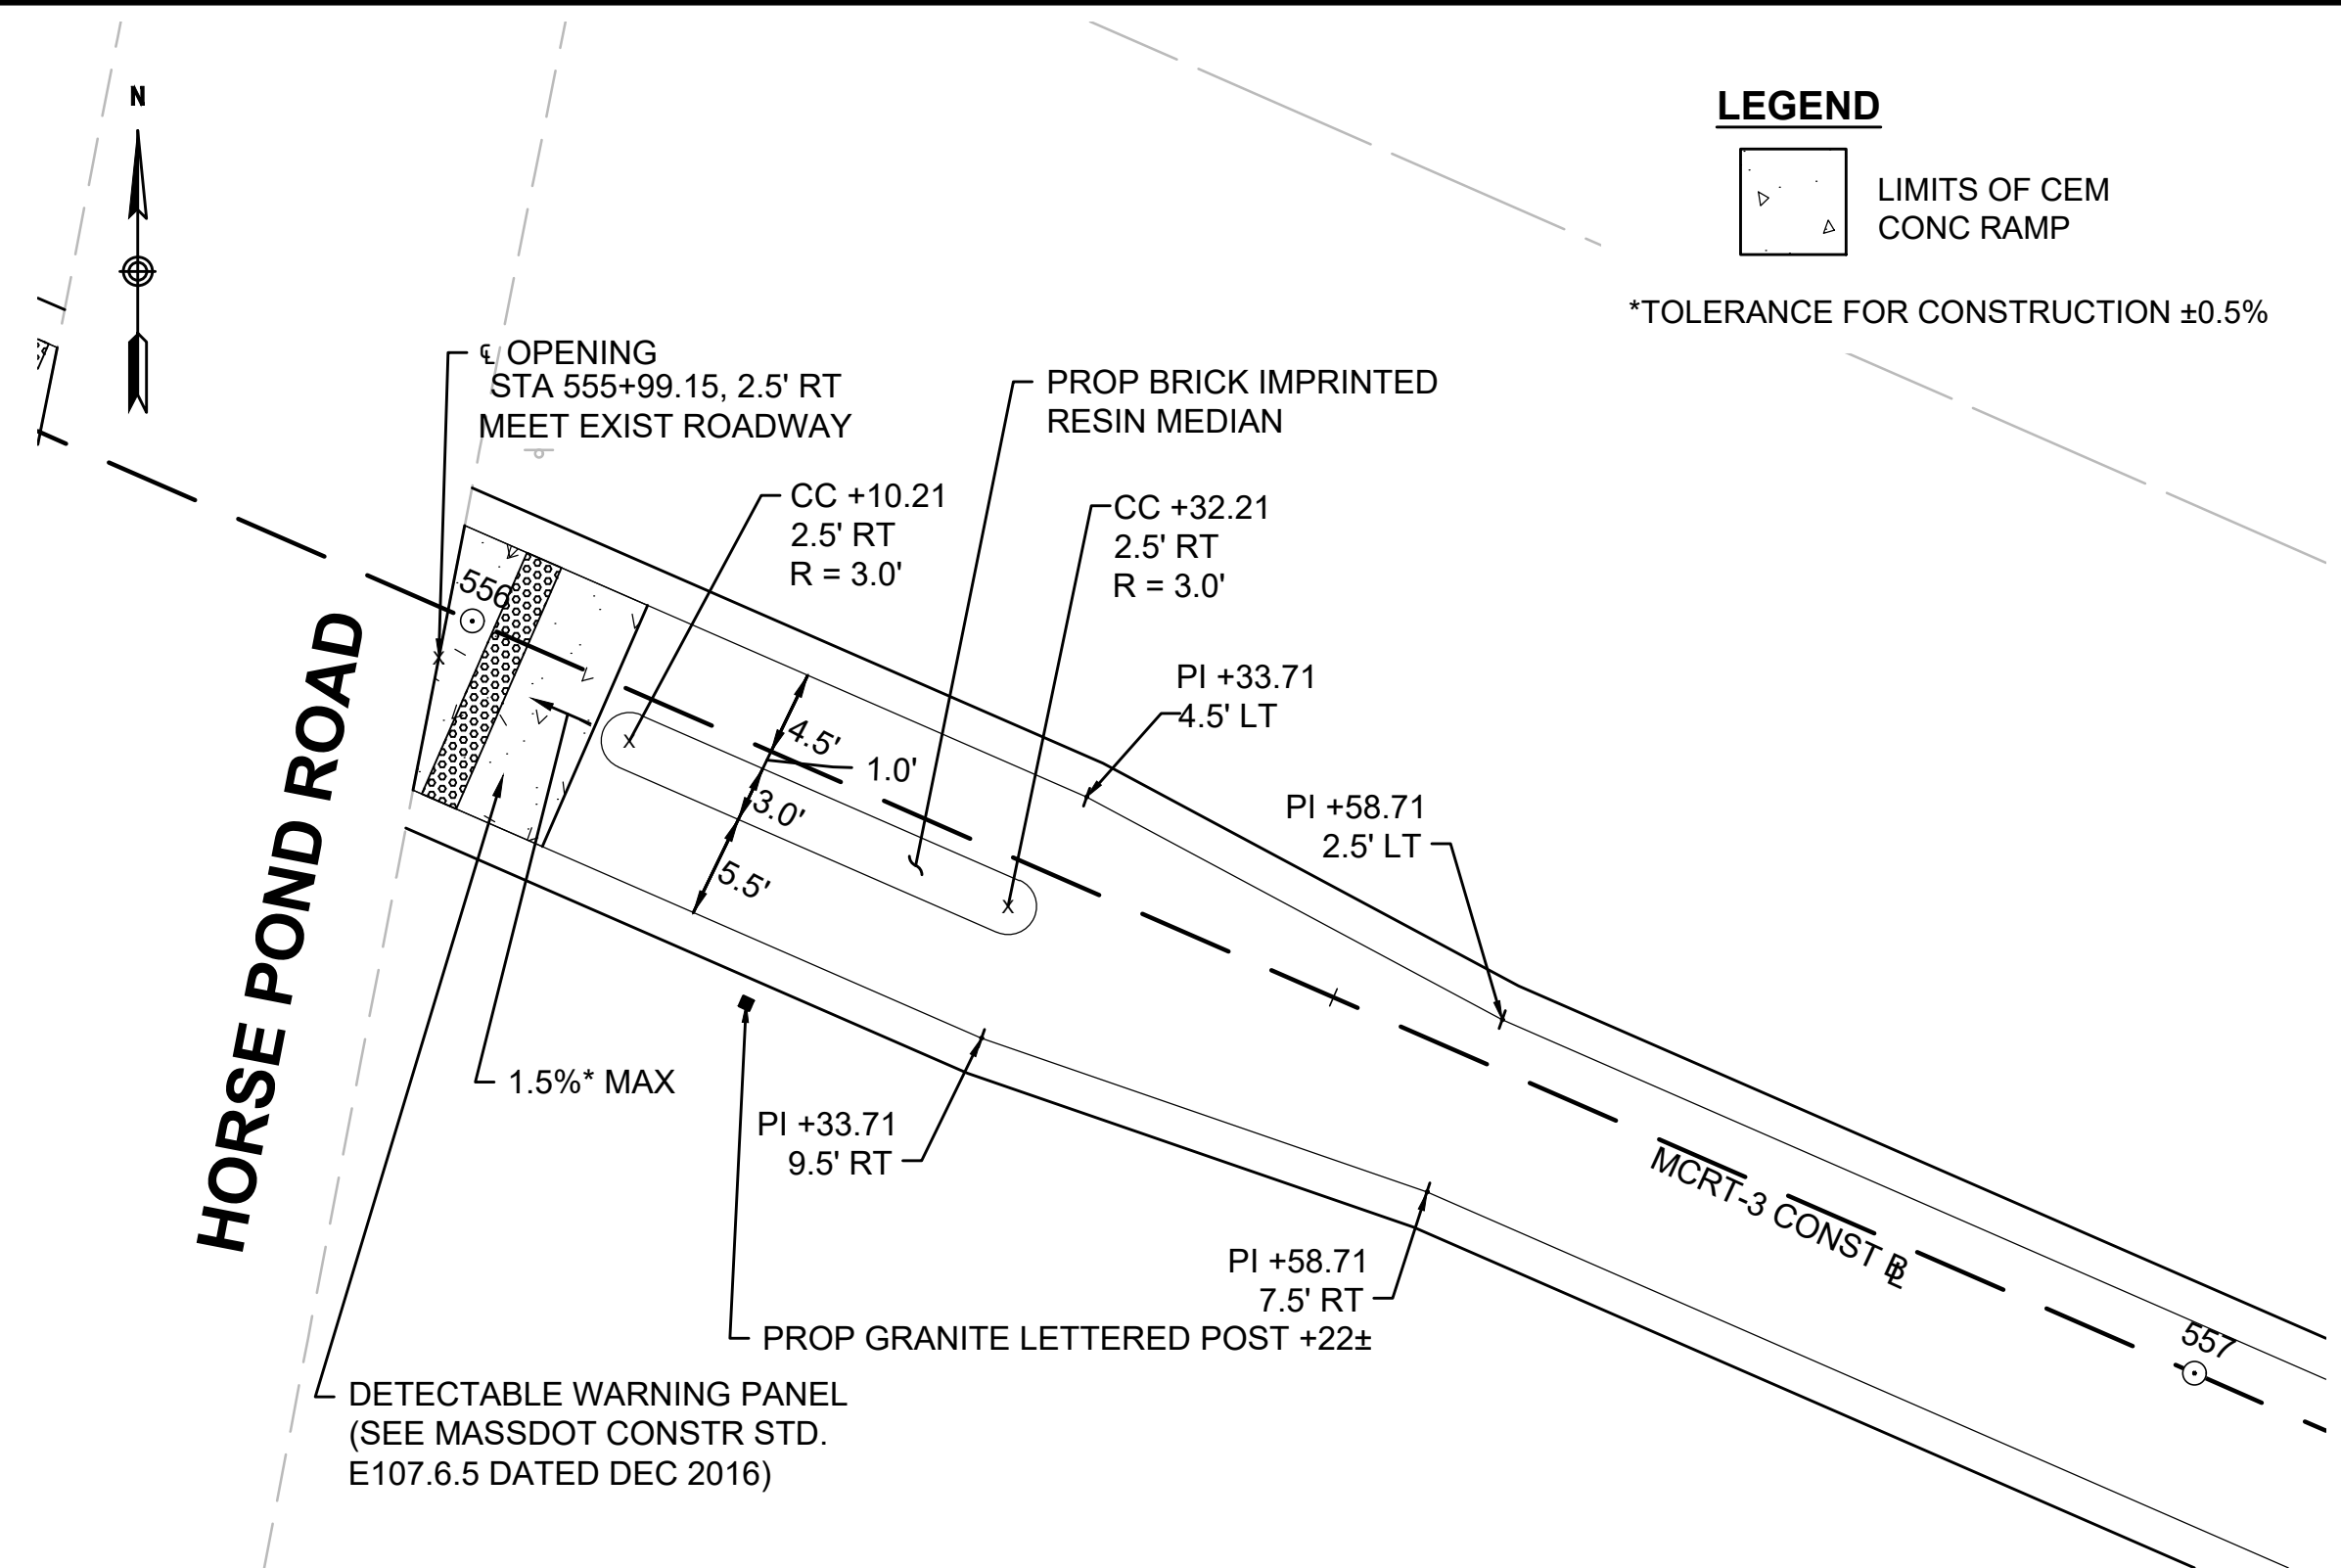 N
LEGEND
LIMITS OF CEM
CONC RAMP
*TOLERANCE FOR CONSTRUCTION ±0.5%
℄ OPENING
STA 555+99.15, 2.5' RT
MEET EXIST ROADWAY
PROP BRICK IMPRINTED
RESIN MEDIAN
CC +10.21
2.5' RT
R = 3.0'
CC +32.21
2.5' RT
R = 3.0'
556
PI +33.71
4.5' LT
4.5'
1.0'
3.0'
5.5'
PI +58.71
2.5' LT
HORSE POND ROAD
1.5%* MAX
PI +33.71
9.5' RT
MCRT-3 CONST BL
PI +58.71
7.5' RT
PROP GRANITE LETTERED POST +22±
557
DETECTABLE WARNING PANEL
(SEE MASSDOT CONSTR STD.
E107.6.5 DATED DEC 2016)